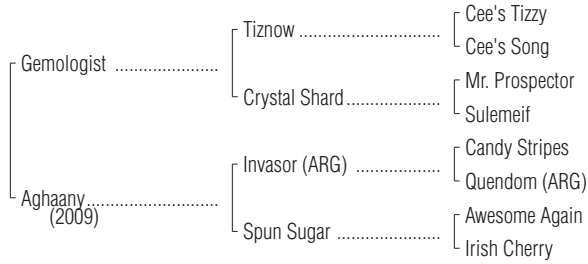 Cee's Tizzy
Tiznow
Cee's Song
Gemologist
Mr. Prospector
Crystal Shard
Sulemeif
Candy Stripes
Invasor (ARG)
Quendom (ARG)
Aghaany
(2009)
Awesome Again
Spun Sugar
Irish Cherry